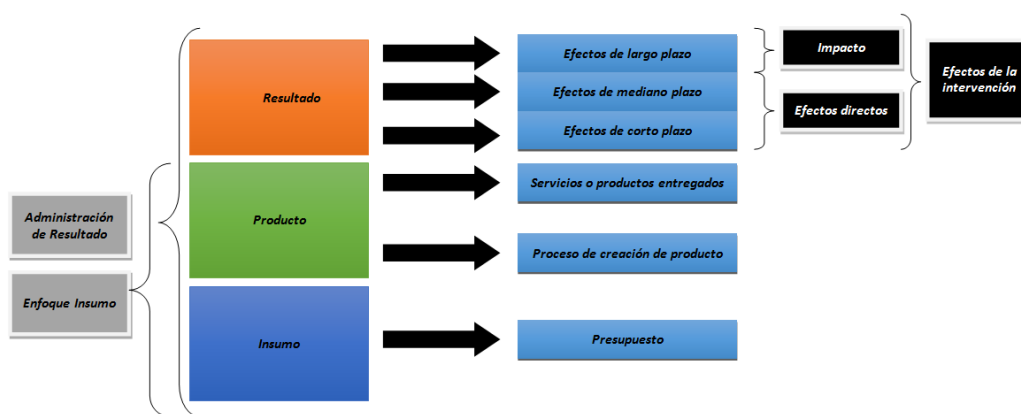 Administración
de Resultado
Enfoque Insumo
Resultado
Producto
Insumo
Efectos de largo plazo
Efectos de mediano plazo
Efectos de corto plazo
Servicios o productos entregados
Proceso de creación de producto
Presupuesto
Impacto
Efectos directos
Efectos de la
intervención